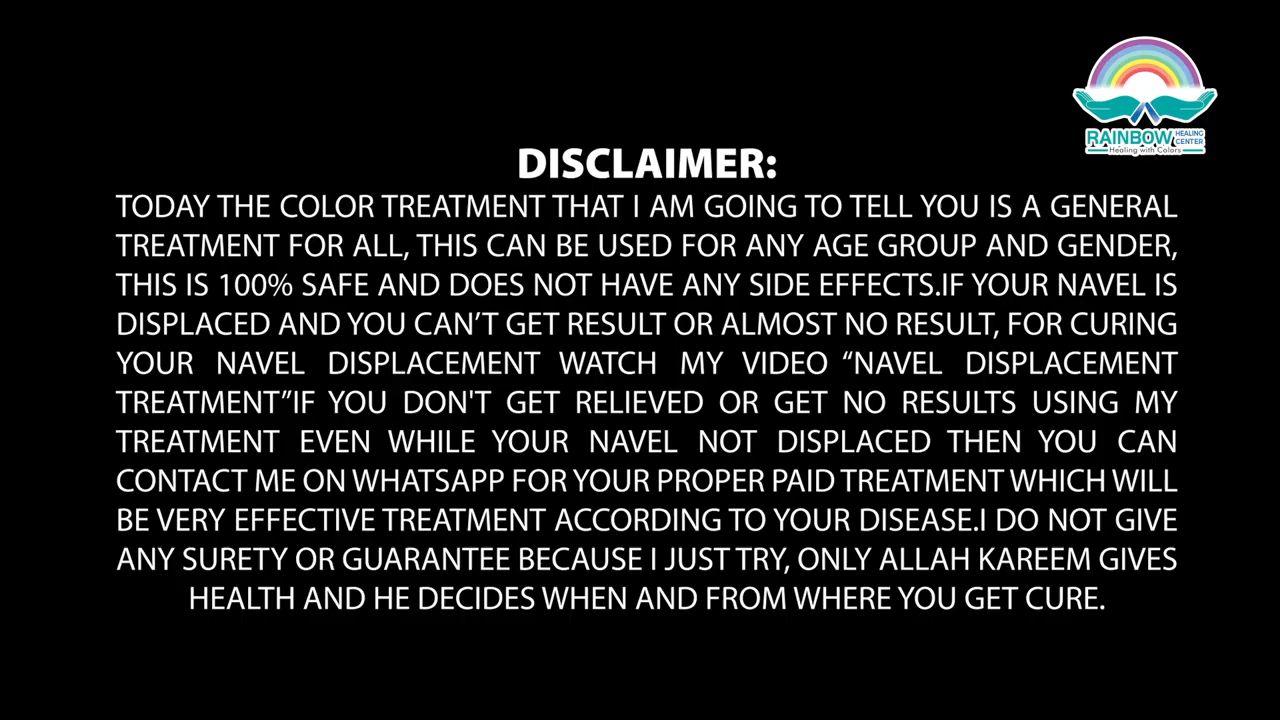 RAINBOW HEALING CENTER
Healing with Colors
DISCLAIMER:
TODAY THE COLOR TREATMENT THAT I AM GOING TO TELL YOU IS A GENERAL
TREATMENT FOR ALL, THIS CAN BE USED FOR ANY AGE GROUP AND GENDER,
THIS IS 100% SAFE AND DOES NOT HAVE ANY SIDE EFFECTS.IF YOUR NAVEL IS
DISPLACED AND YOU CAN’T GET RESULT OR ALMOST NO RESULT, FOR CURING
YOUR NAVEL DISPLACEMENT WATCH MY VIDEO “NAVEL DISPLACEMENT
TREATMENT”IF YOU DON'T GET RELIEVED OR GET NO RESULTS USING MY
TREATMENT EVEN WHILE YOUR NAVEL NOT DISPLACED THEN YOU CAN
CONTACT ME ON WHATSAPP FOR YOUR PROPER PAID TREATMENT WHICH WILL
BE VERY EFFECTIVE TREATMENT ACCORDING TO YOUR DISEASE.I DO NOT GIVE
ANY SURETY OR GUARANTEE BECAUSE I JUST TRY, ONLY ALLAH KAREEM GIVES
HEALTH AND HE DECIDES WHEN AND FROM WHERE YOU GET CURE.